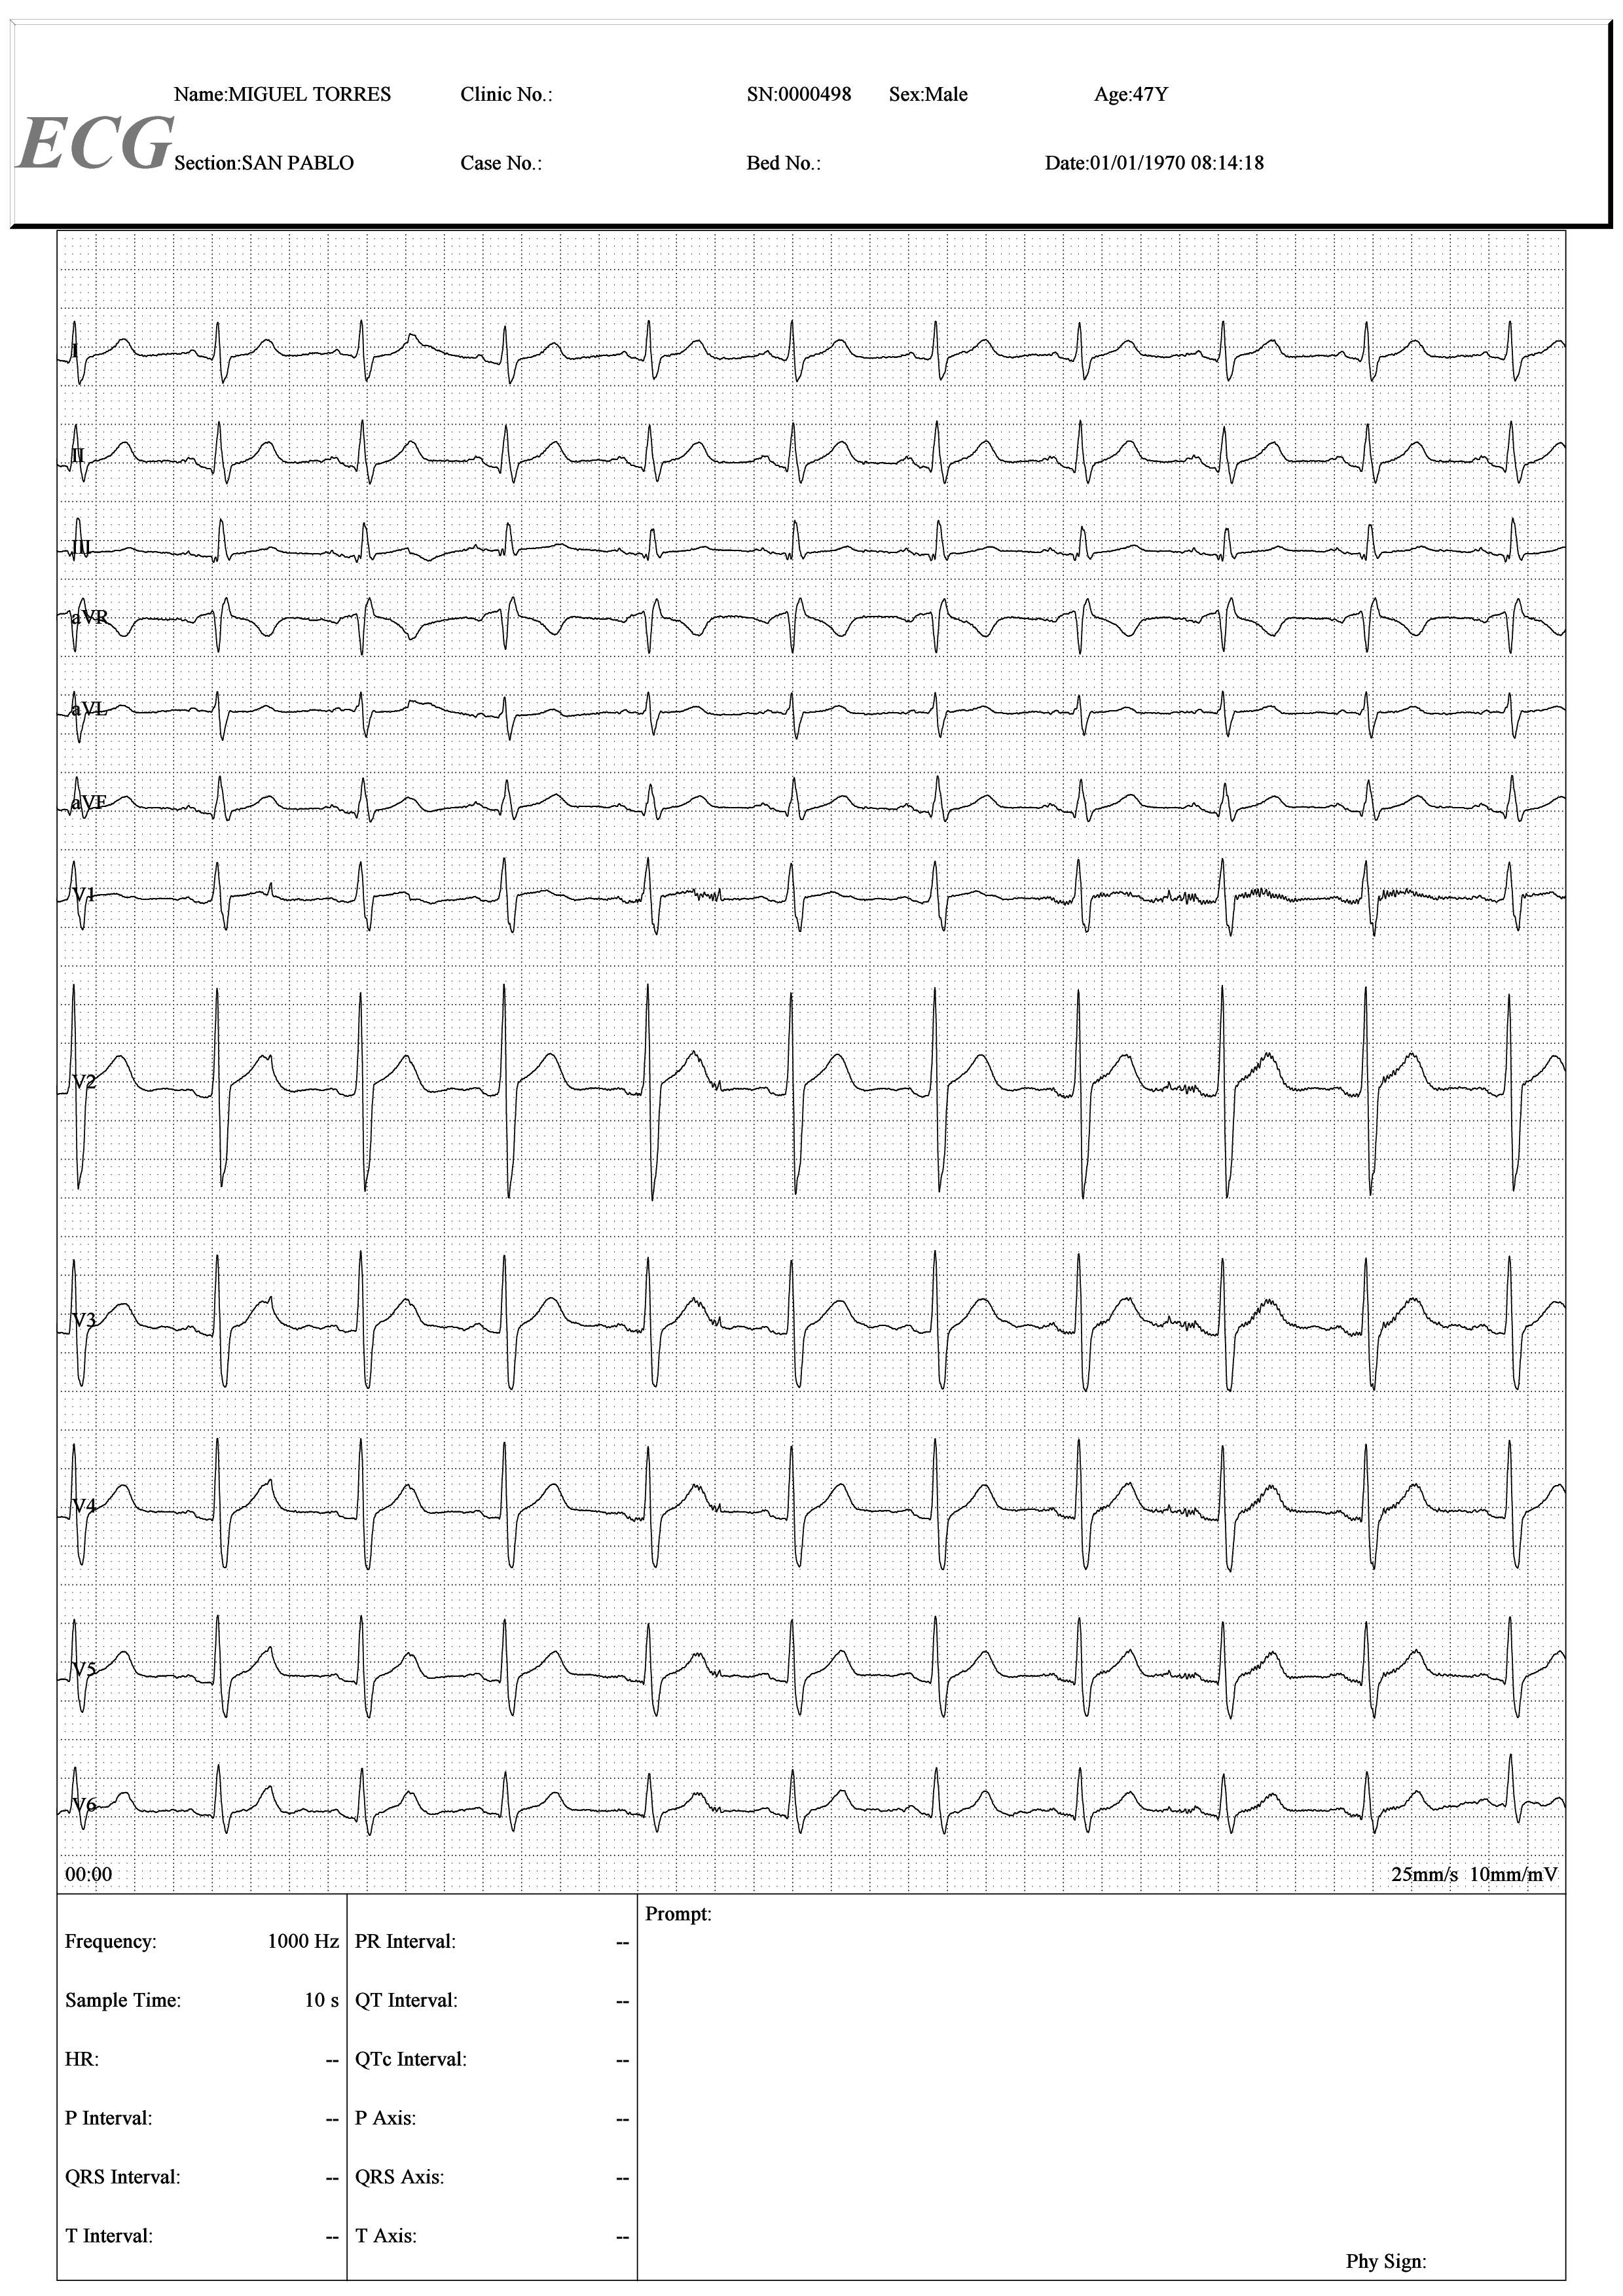 Name:MIGUEL TORRES Clinic No.: SN:0000498 Sex:Male Age:47Y
ECG
Section:SAN PABLO Case No.: Bed No.: Date:01/01/1970 08:14:18
I
II
III
aVR
aVL
aVF
V1
V2
V3
V4
V5
V6
00:00 25mm/s 10mm/mV
Prompt:
Frequency: 1000 Hz PR Interval: --
Sample Time: 10 s QT Interval: --
HR: -- QTc Interval: --
P Interval: -- P Axis: --
QRS Interval: -- QRS Axis: --
T Interval: -- T Axis: --
Phy Sign: